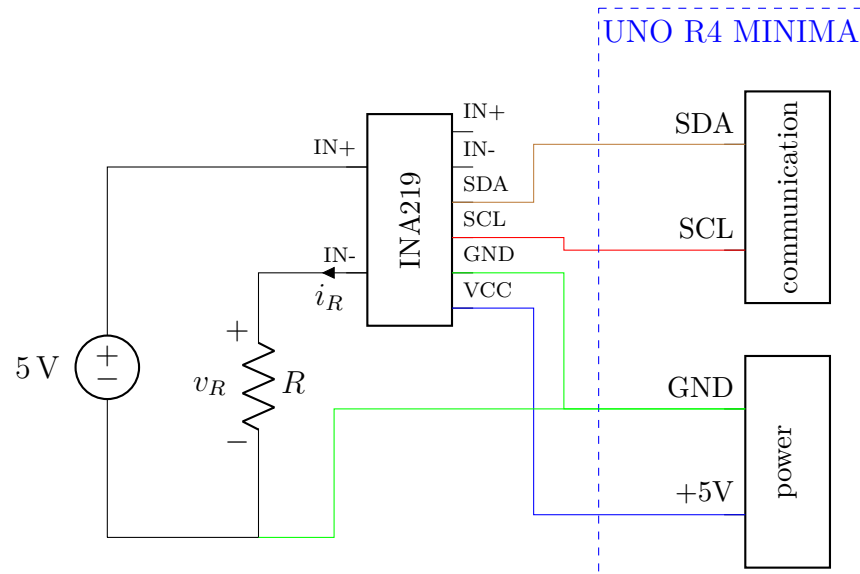 UNO R4 MINIMA
IN+
IN-
SDA
SCL
GND
VCC
IN+
IN-
INA219
i_R
5 V
+
−
+
v_R
R
−
SDA
SCL
communication
GND
+5V
power